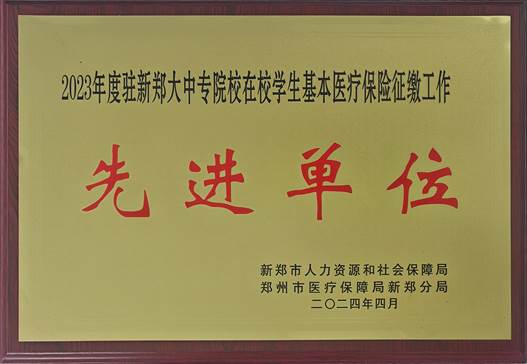 2023年度驻新郑大中专院校在校学生基本医疗保险征缴工作
先进单位
新郑市人力资源和社会保障局
郑州市医疗保障局新郑分局
二〇二四年四月